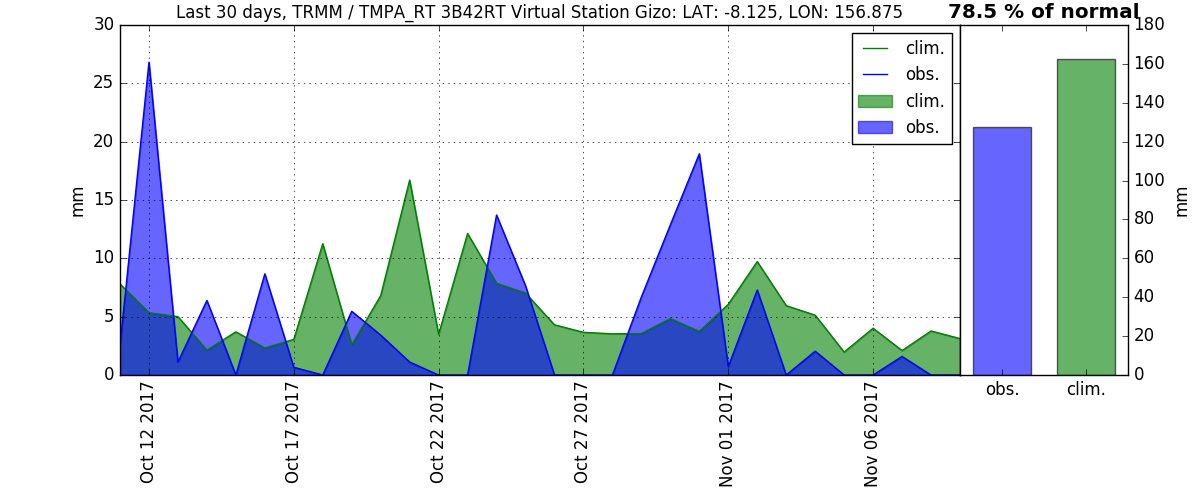 Last 30 days, TRMM / TMPA_RT 3B42RT Virtual Station Gizo: LAT: -8.125, LON: 156.875
78.5 % of normal
30
25
20
15
10
5
0
mm
clim.
obs.
clim.
obs.
Oct 12 2017
Oct 17 2017
Oct 22 2017
Oct 27 2017
Nov 01 2017
Nov 06 2017
180
160
140
120
100
80
60
40
20
0
mm
obs.
clim.